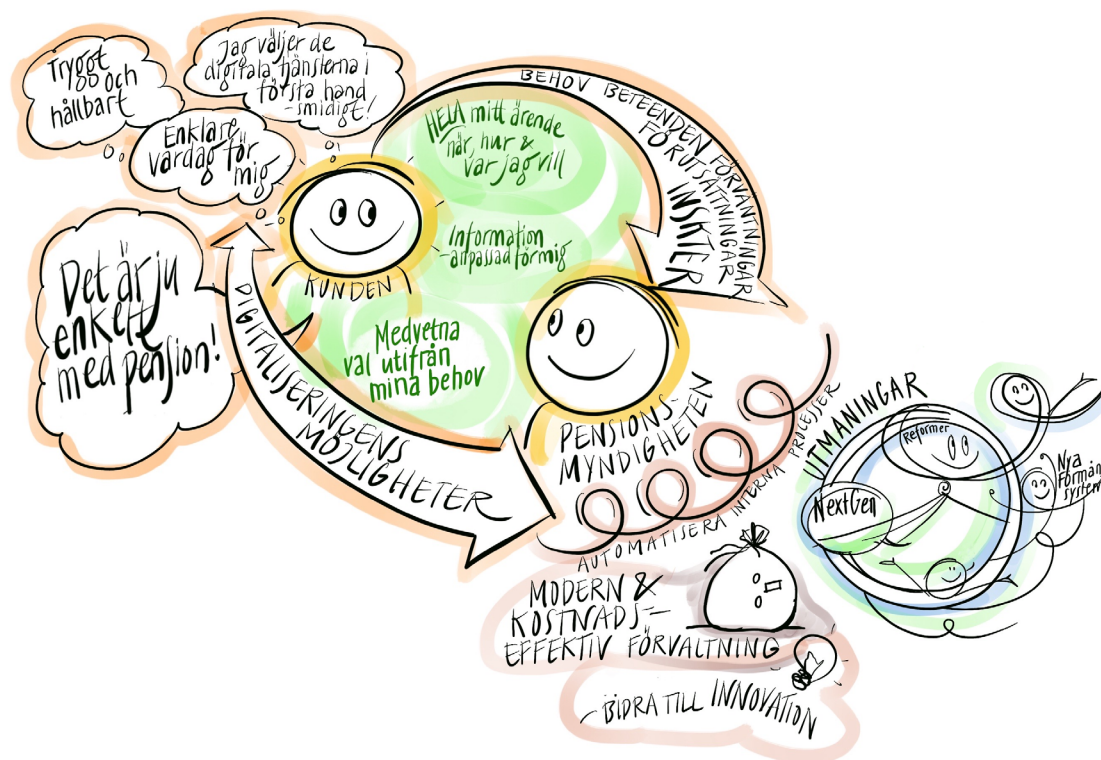 Tryggt
och
hållbart
Jag väljer de
digitala tjänsterna i
första hand
- smidigt!
Enklare
vardag för
mig
Det är ju
enkelt
med pension!
KUNDEN
HELA mitt ärende
när, hur &
var jag vill
Information
- anpassad för mig
Medvetna
val utifrån
mina behov
BEHOV BETEENDEN FÖRVÄNTNINGAR
FÖRUTSÄTTNINGAR
INSIKTER
DIGITALISERINGENS
MÖJLIGHETER
PENSIONS-
MYNDIGHETEN
AUTOMATISERA INTERNA PROCESSER
MODERN &
KOSTNADS-
EFFEKTIV FÖRVALTNING
- BIDRA TILL INNOVATION
UTMANINGAR
Reformer
NextGen
Nya
Förmåns
system